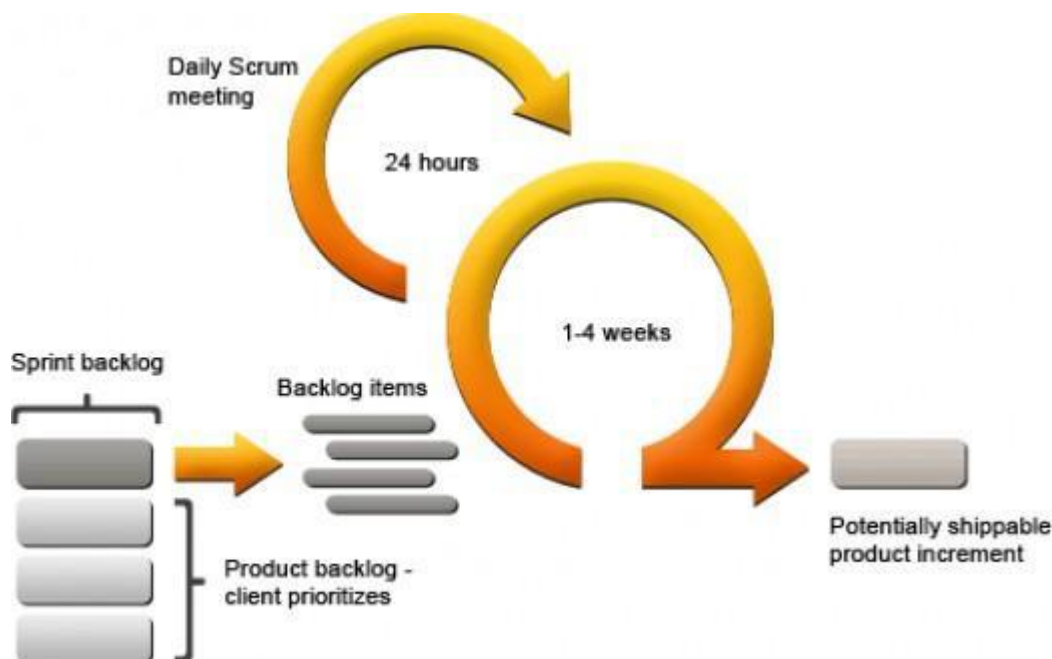 Daily Scrum
meeting
24 hours
1-4 weeks
Sprint backlog
Backlog items
Product backlog -
client prioritizes
Potentially shippable
product increment